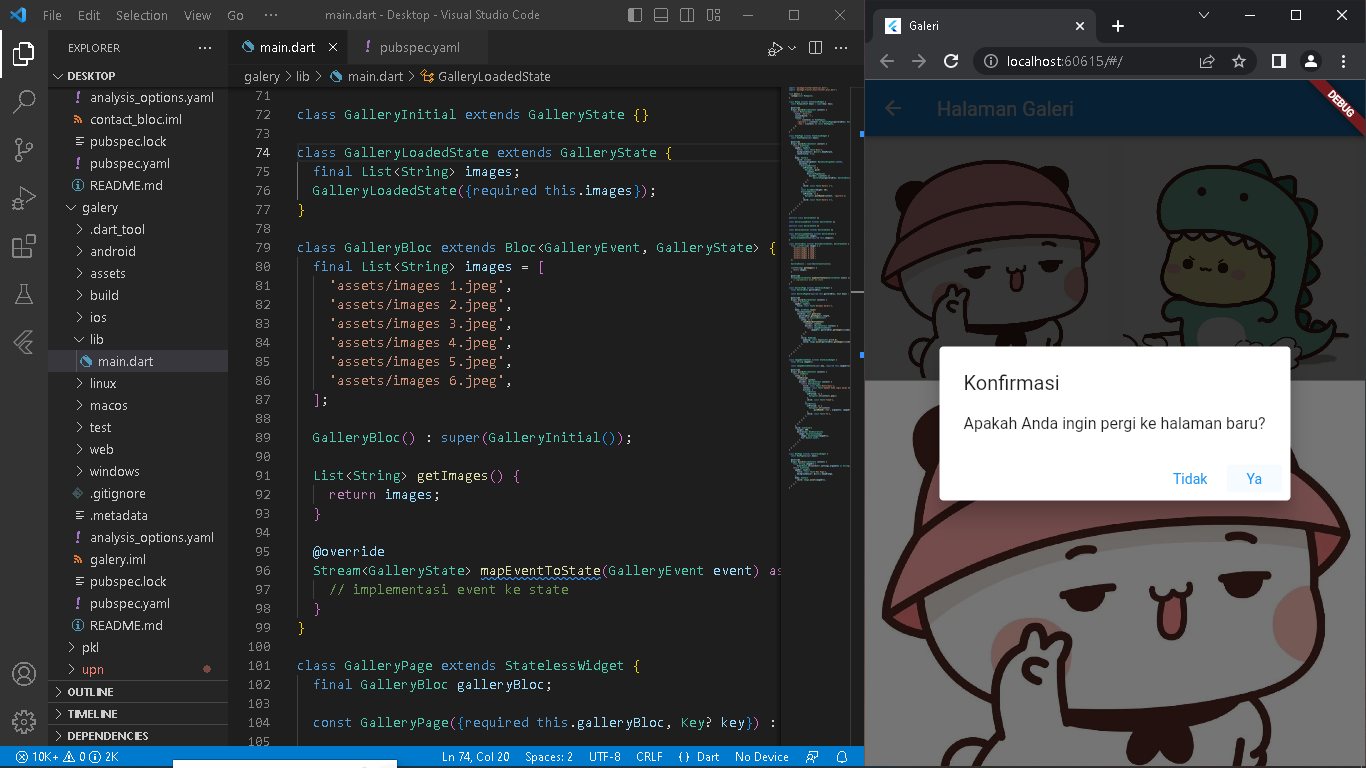 File Edit Selection View Go ··· main.dart - Desktop - Visual Studio Code
EXPLORER ···
DESKTOP
analysis_options.yaml
contact_bloc.iml
pubspec.lock
pubspec.yaml
README.md
galery
.dart_tool
android
assets
build
ios
lib
main.dart
linux
macos
test
web
windows
.gitignore
.metadata
analysis_options.yaml
galery.iml
pubspec.lock
pubspec.yaml
README.md
pkl
upn
OUTLINE
TIMELINE
DEPENDENCIES
main.dart pubspec.yaml
galery > lib > main.dart > GalleryLoadedState
71
72 class GalleryInitial extends GalleryState {}
73
74 class GalleryLoadedState extends GalleryState {
75 final List<String> images;
76 GalleryLoadedState({required this.images});
77 }
78
79 class GalleryBloc extends Bloc<GalleryEvent, GalleryState> {
80 final List<String> images = [
81 'assets/images 1.jpeg',
82 'assets/images 2.jpeg',
83 'assets/images 3.jpeg',
84 'assets/images 4.jpeg',
85 'assets/images 5.jpeg',
86 'assets/images 6.jpeg',
87 ];
88
89 GalleryBloc() : super(GalleryInitial());
90
91 List<String> getImages() {
92 return images;
93 }
94
95 @override
96 Stream<GalleryState> mapEventToState(GalleryEvent event) as
97 // implementasi event ke state
98 }
99 }
100
101 class GalleryPage extends StatelessWidget {
102 final GalleryBloc galleryBloc;
103
104 const GalleryPage({required this.galleryBloc, Key? key}) :
105
10K+ 0 2K Ln 74, Col 20 Spaces: 2 UTF-8 CRLF {} Dart No Device
Galeri
localhost:60615/#/
Halaman Galeri
DEBUG
Konfirmasi
Apakah Anda ingin pergi ke halaman baru?
Tidak Ya